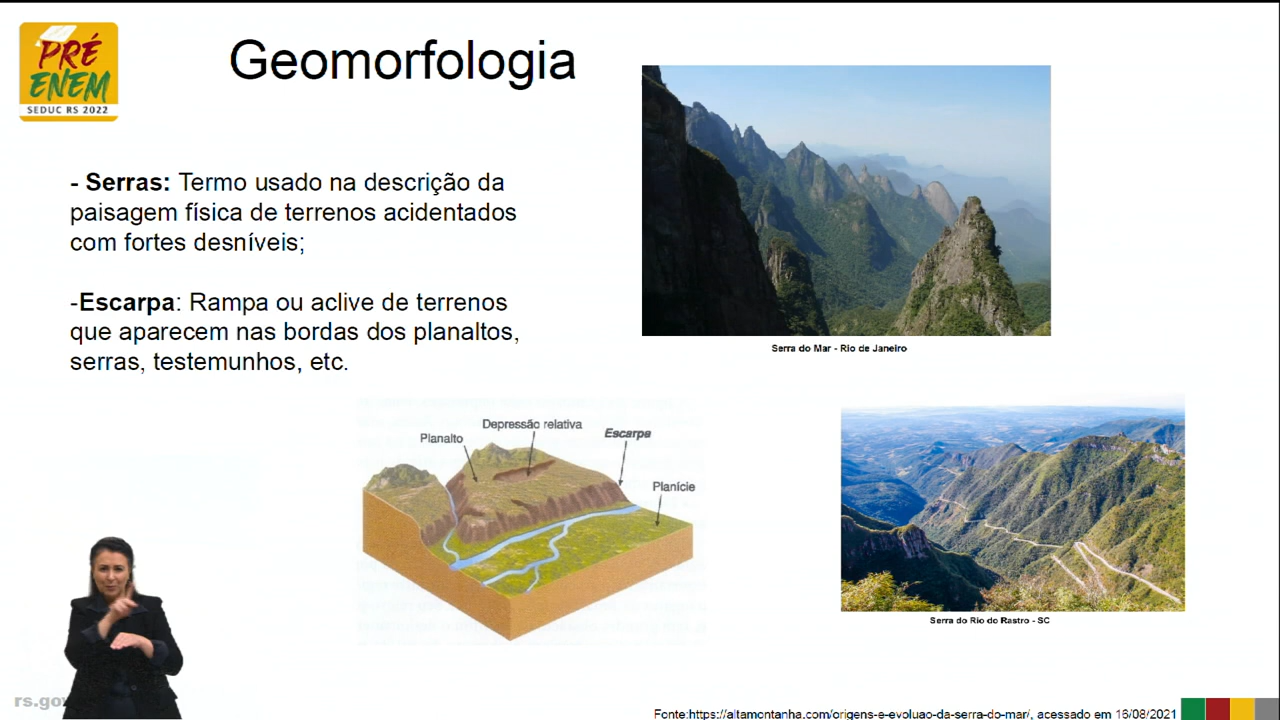 PRÉ
ENEM
SEDUC RS 2022
Geomorfologia
- Serras: Termo usado na descrição da
paisagem física de terrenos acidentados
com fortes desníveis;
-Escarpa: Rampa ou aclive de terrenos
que aparecem nas bordas dos planaltos,
serras, testemunhos, etc.
Serra do Mar - Rio de Janeiro
Depressão relativa
Planalto
Escarpa
Planície
Serra do Rio do Rastro - SC
rs.gov
Fonte:https://altamontanha.com/origens-e-evoluao-da-serra-do-mar/, acessado em 16/08/2021